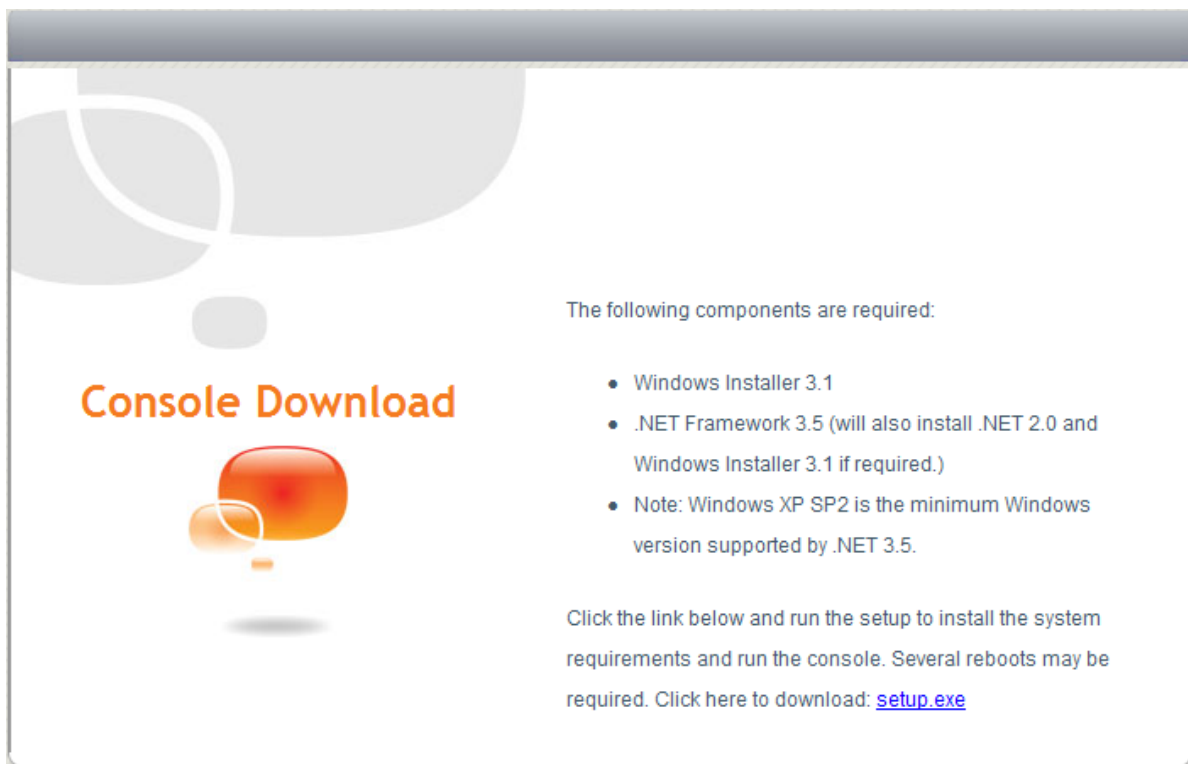 Console Download
The following components are required:
● Windows Installer 3.1
● .NET Framework 3.5 (will also install .NET 2.0 and
Windows Installer 3.1 if required.)
● Note: Windows XP SP2 is the minimum Windows
version supported by .NET 3.5.
Click the link below and run the setup to install the system
requirements and run the console. Several reboots may be
required. Click here to download: setup.exe